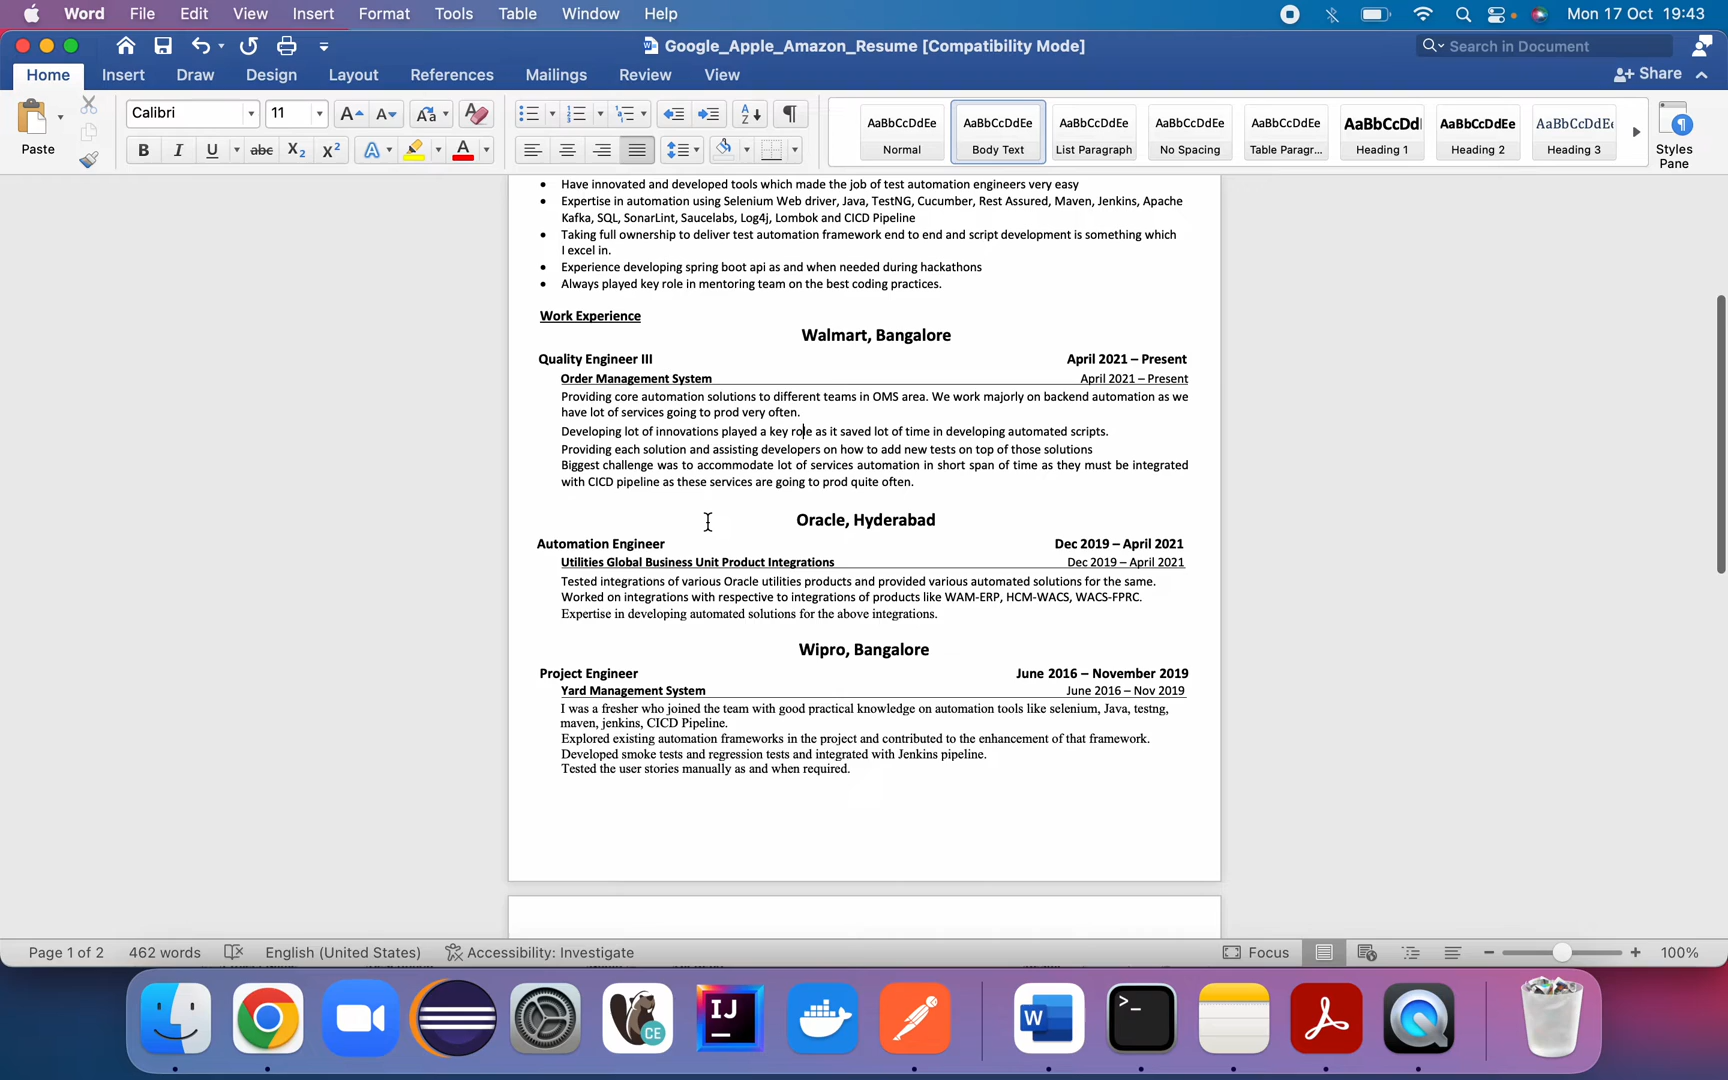 Word File Edit View Insert Format Tools Table Window Help Mon 17 Oct 19:43
Google_Apple_Amazon_Resume [Compatibility Mode] Search in Document
Home Insert Draw Design Layout References Mailings Review View Share
Calibri 11 Aa
AaBbCcDdEe AaBbCcDdEe AaBbCcDdEe AaBbCcDdEe AaBbCcDdEe AaBbCcDd AaBbCcDdEe AaBbCcDdEe
Paste B I U abc X2 X2 A A Normal Body Text List Paragraph No Spacing Table Paragr... Heading 1 Heading 2 Heading 3 Styles
Pane
• Have innovated and developed tools which made the job of test automation engineers very easy
• Expertise in automation using Selenium Web driver, Java, TestNG, Cucumber, Rest Assured, Maven, Jenkins, Apache
Kafka, SQL, SonarLint, Saucelabs, Log4j, Lombok and CICD Pipeline
• Taking full ownership to deliver test automation framework end to end and script development is something which
I excel in.
• Experience developing spring boot api as and when needed during hackathons
• Always played key role in mentoring team on the best coding practices.
Work Experience
Walmart, Bangalore
Quality Engineer III April 2021 – Present
Order Management System April 2021 – Present
Providing core automation solutions to different teams in OMS area. We work majorly on backend automation as we
have lot of services going to prod very often.
Developing lot of innovations played a key role as it saved lot of time in developing automated scripts.
Providing each solution and assisting developers on how to add new tests on top of those solutions
Biggest challenge was to accommodate lot of services automation in short span of time as they must be integrated
with CICD pipeline as these services are going to prod quite often.
Oracle, Hyderabad
Automation Engineer Dec 2019 – April 2021
Utilities Global Business Unit Product Integrations Dec 2019 – April 2021
Tested integrations of various Oracle utilities products and provided various automated solutions for the same.
Worked on integrations with respective to integrations of products like WAM-ERP, HCM-WACS, WACS-FPRC.
Expertise in developing automated solutions for the above integrations.
Wipro, Bangalore
Project Engineer June 2016 – November 2019
Yard Management System June 2016 – Nov 2019
I was a fresher who joined the team with good practical knowledge on automation tools like selenium, Java, testng,
maven, jenkins, CICD Pipeline.
Explored existing automation frameworks in the project and contributed to the enhancement of that framework.
Developed smoke tests and regression tests and integrated with Jenkins pipeline.
Tested the user stories manually as and when required.
Page 1 of 2 462 words English (United States) Accessibility: Investigate Focus 100%
CE IJ W >_